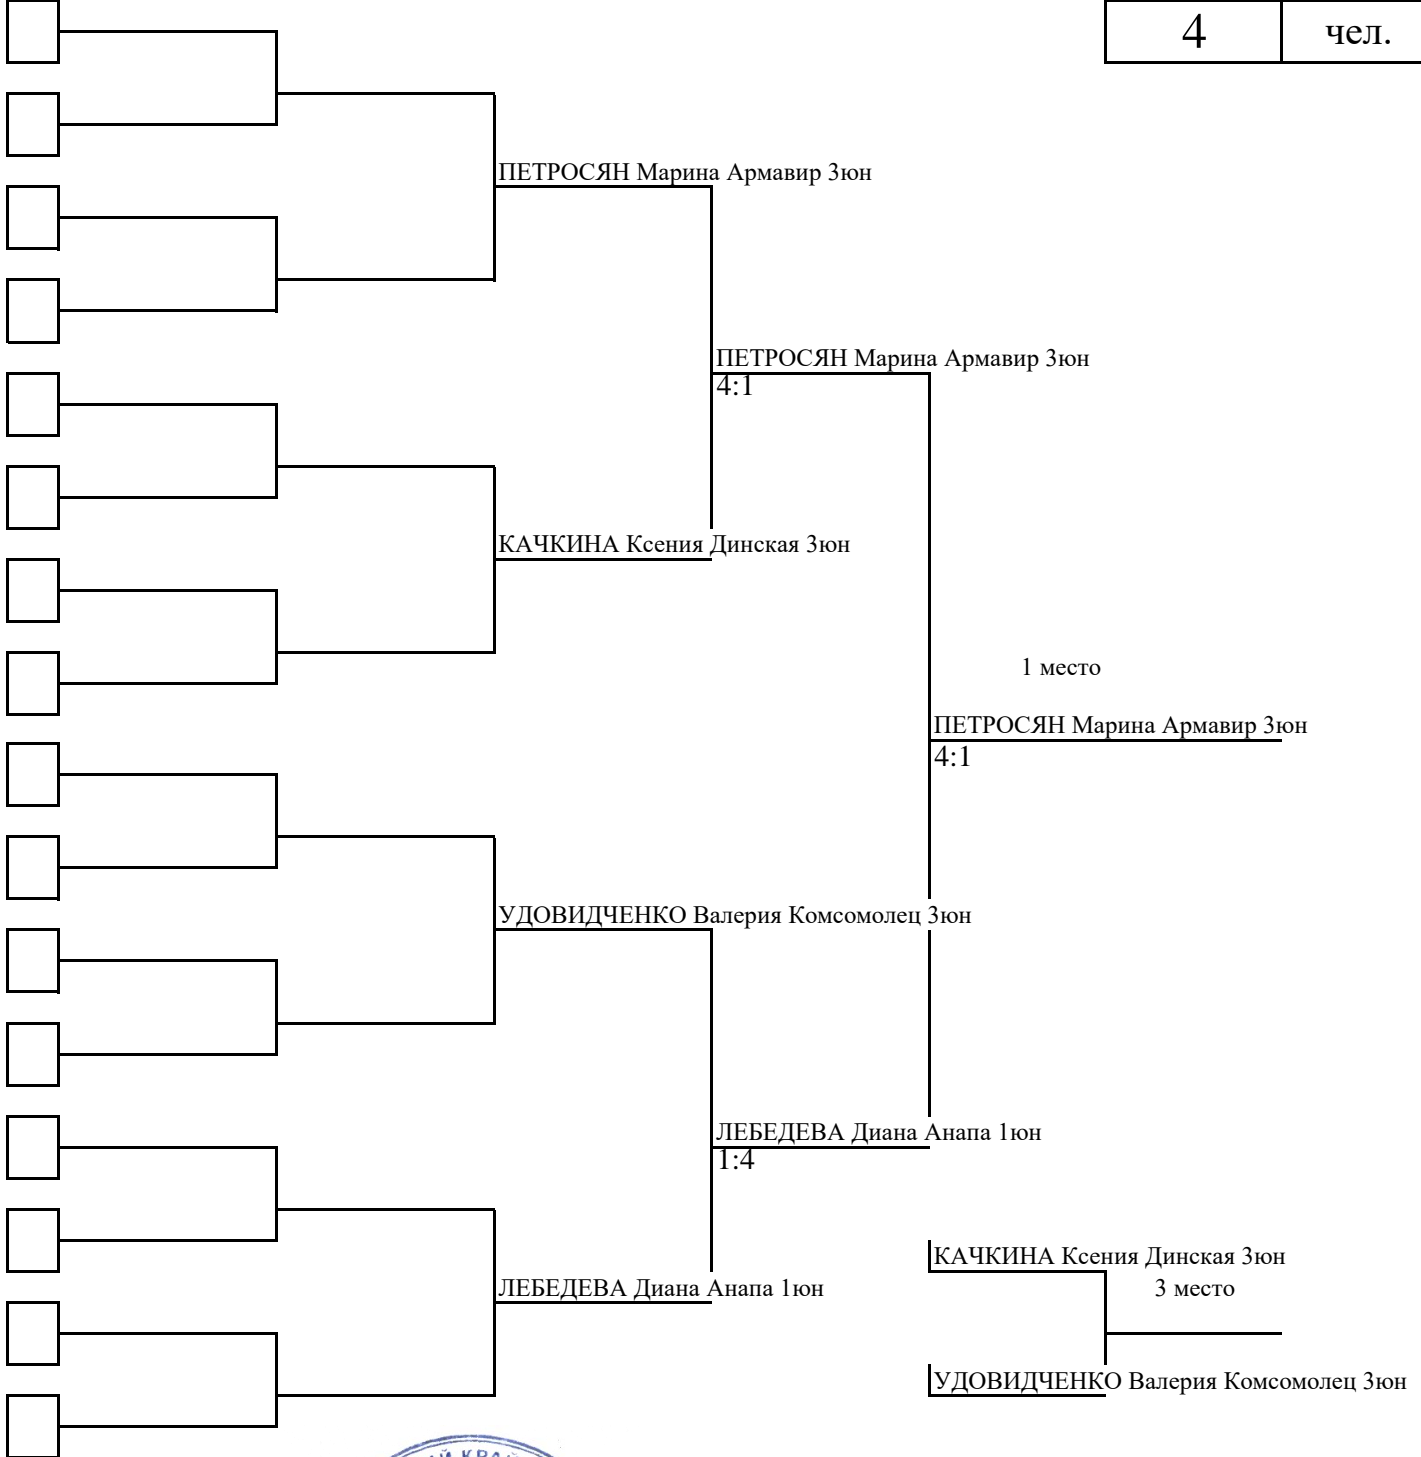 4 чел.
ПЕТРОСЯН Марина Армавир 3юн
ПЕТРОСЯН Марина Армавир 3юн
4:1
КАЧКИНА Ксения Динская 3юн
1 место
ПЕТРОСЯН Марина Армавир 3юн
4:1
УДОВИДЧЕНКО Валерия Комсомолец 3юн
ЛЕБЕДЕВА Диана Анапа 1юн
1:4
КАЧКИНА Ксения Динская 3юн
ЛЕБЕДЕВА Диана Анапа 1юн
3 место
УДОВИДЧЕНКО Валерия Комсомолец 3юн